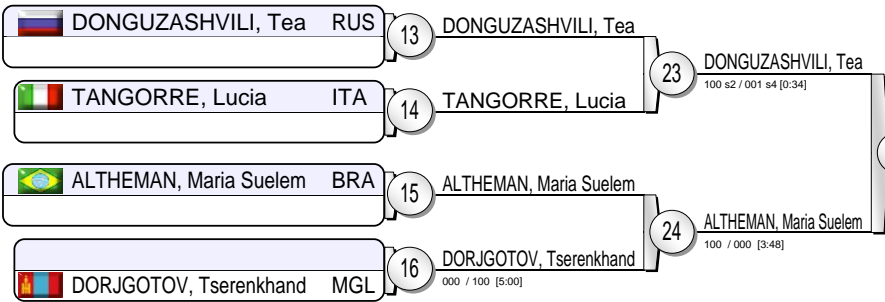 DONGUZASHVILI, Tea RUS
13
DONGUZASHVILI, Tea
23
DONGUZASHVILI, Tea
100 s2 / 001 s4 [0:34]
TANGORRE, Lucia ITA
14
TANGORRE, Lucia
ALTHEMAN, Maria Suelem BRA
15
ALTHEMAN, Maria Suelem
24
ALTHEMAN, Maria Suelem
100 / 000 [3:48]
DORJGOTOV, Tserenkhand MGL
16
DORJGOTOV, Tserenkhand
000 / 100 [5:00]